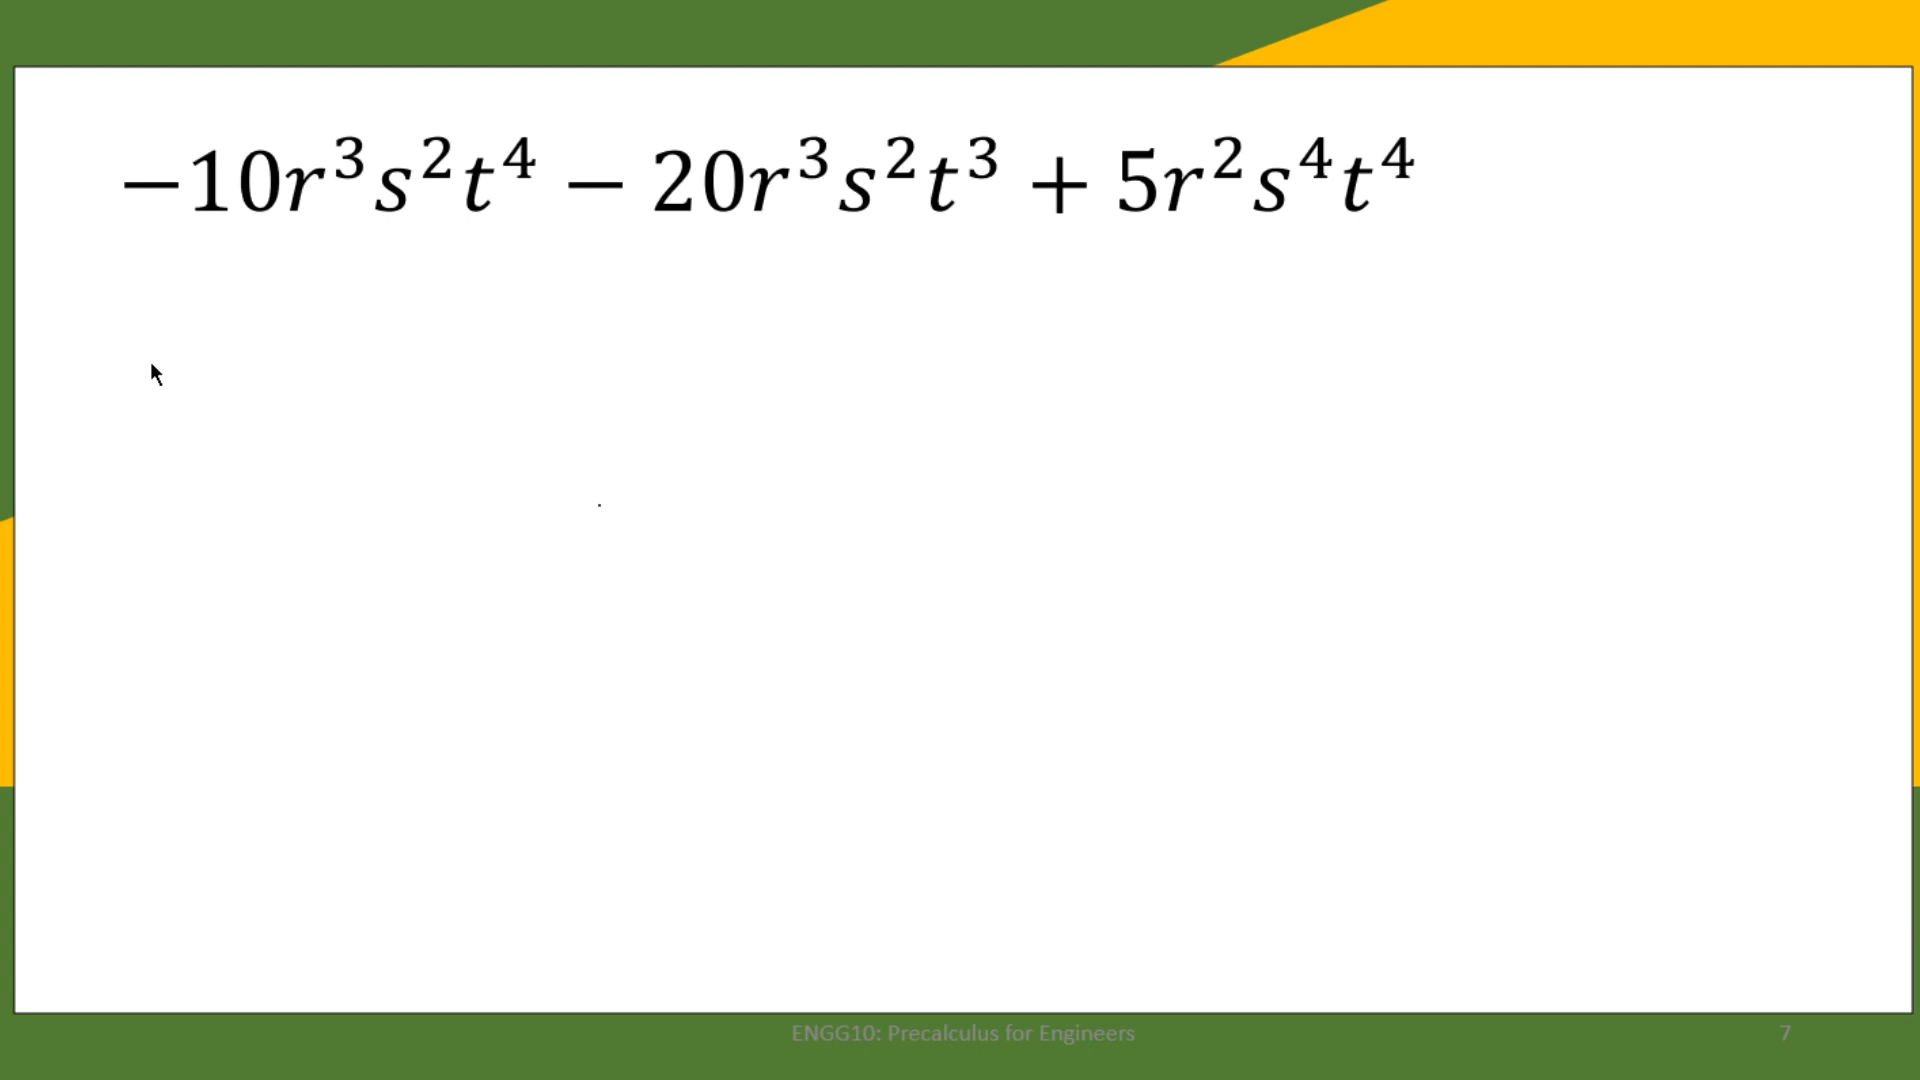 −10r³s²t⁴ − 20r³s²t³ + 5r²s⁴t⁴
ENGG10: Precalculus for Engineers
7